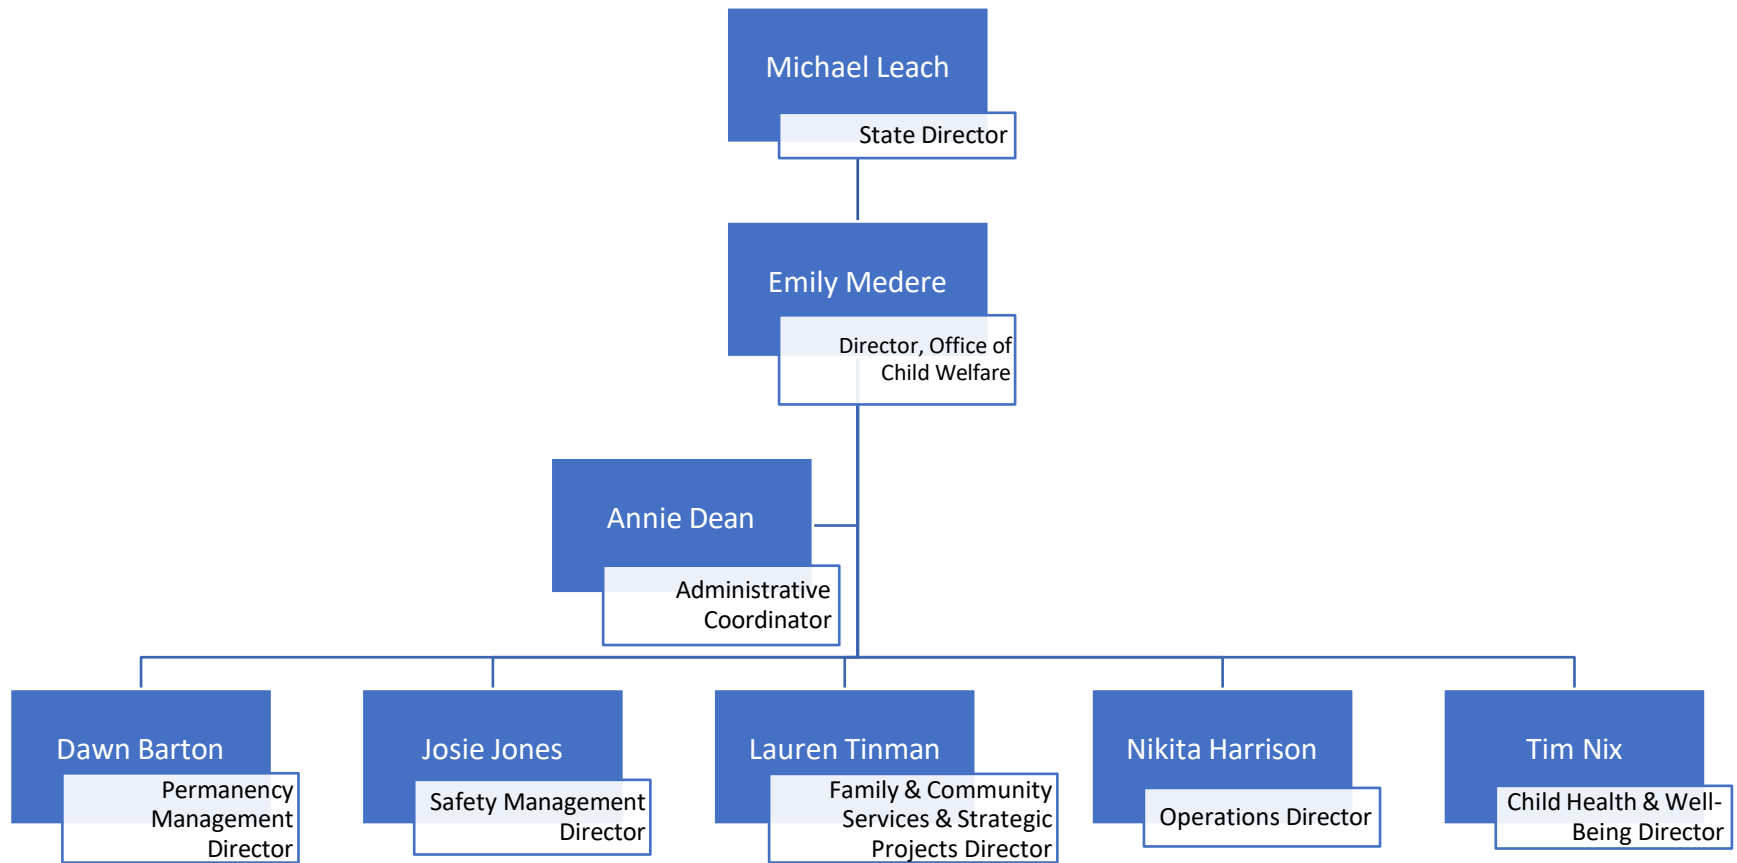 Michael Leach
State Director
Emily Medere
Director, Office of
Child Welfare
Annie Dean
Administrative
Coordinator
Dawn Barton
Permanency
Management
Director
Josie Jones
Safety Management
Director
Lauren Tinman
Family & Community
Services & Strategic
Projects Director
Nikita Harrison
Operations Director
Tim Nix
Child Health & Well-
Being Director